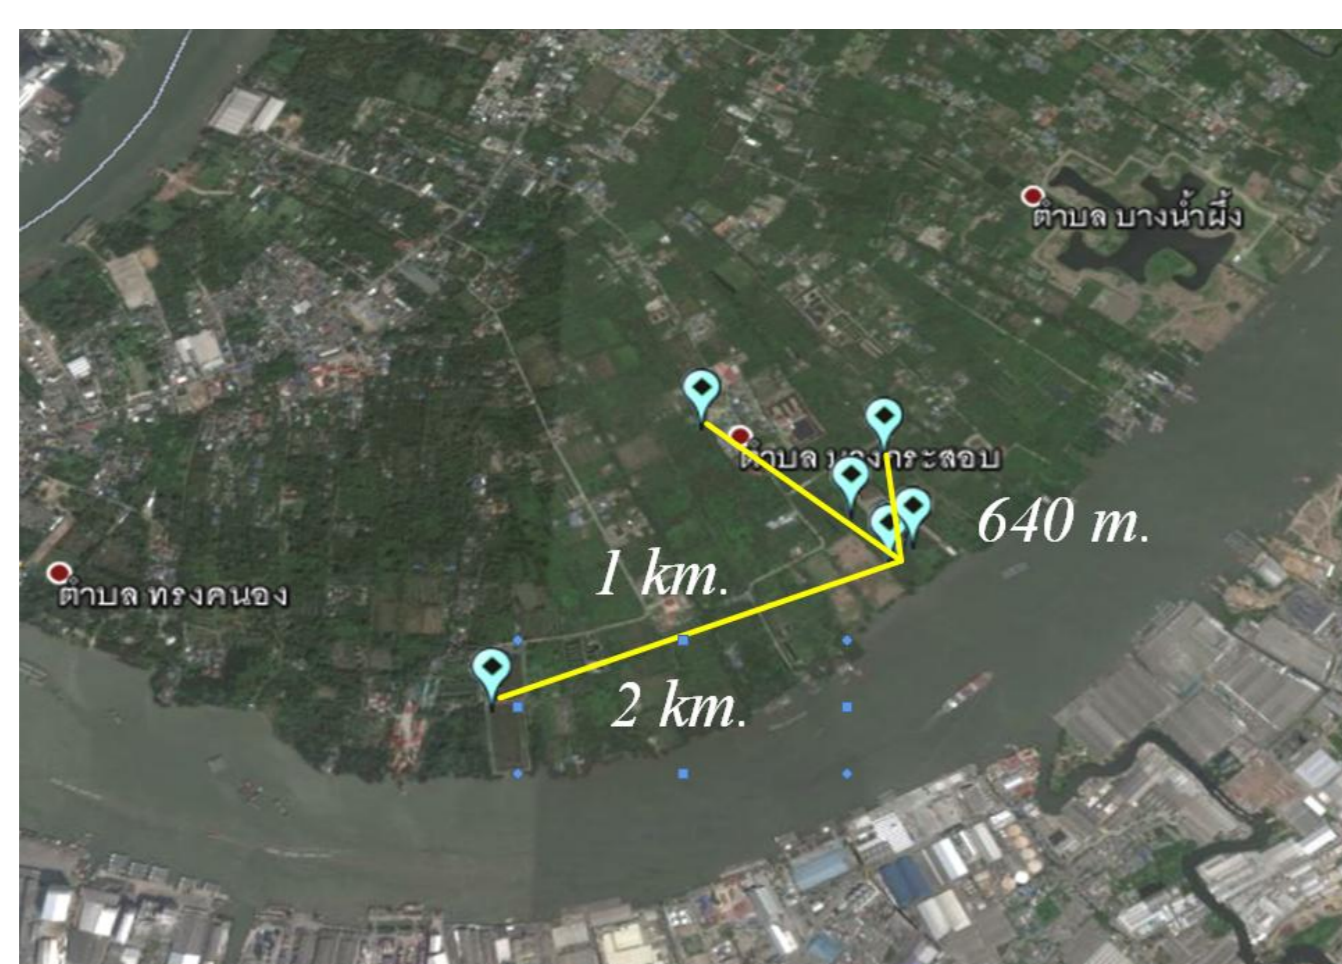 ตำบล บางน้ำผึ้ง
ตำบล บางกระสอบ
640 m.
1 km.
ตำบล ทรงคนอง
2 km.